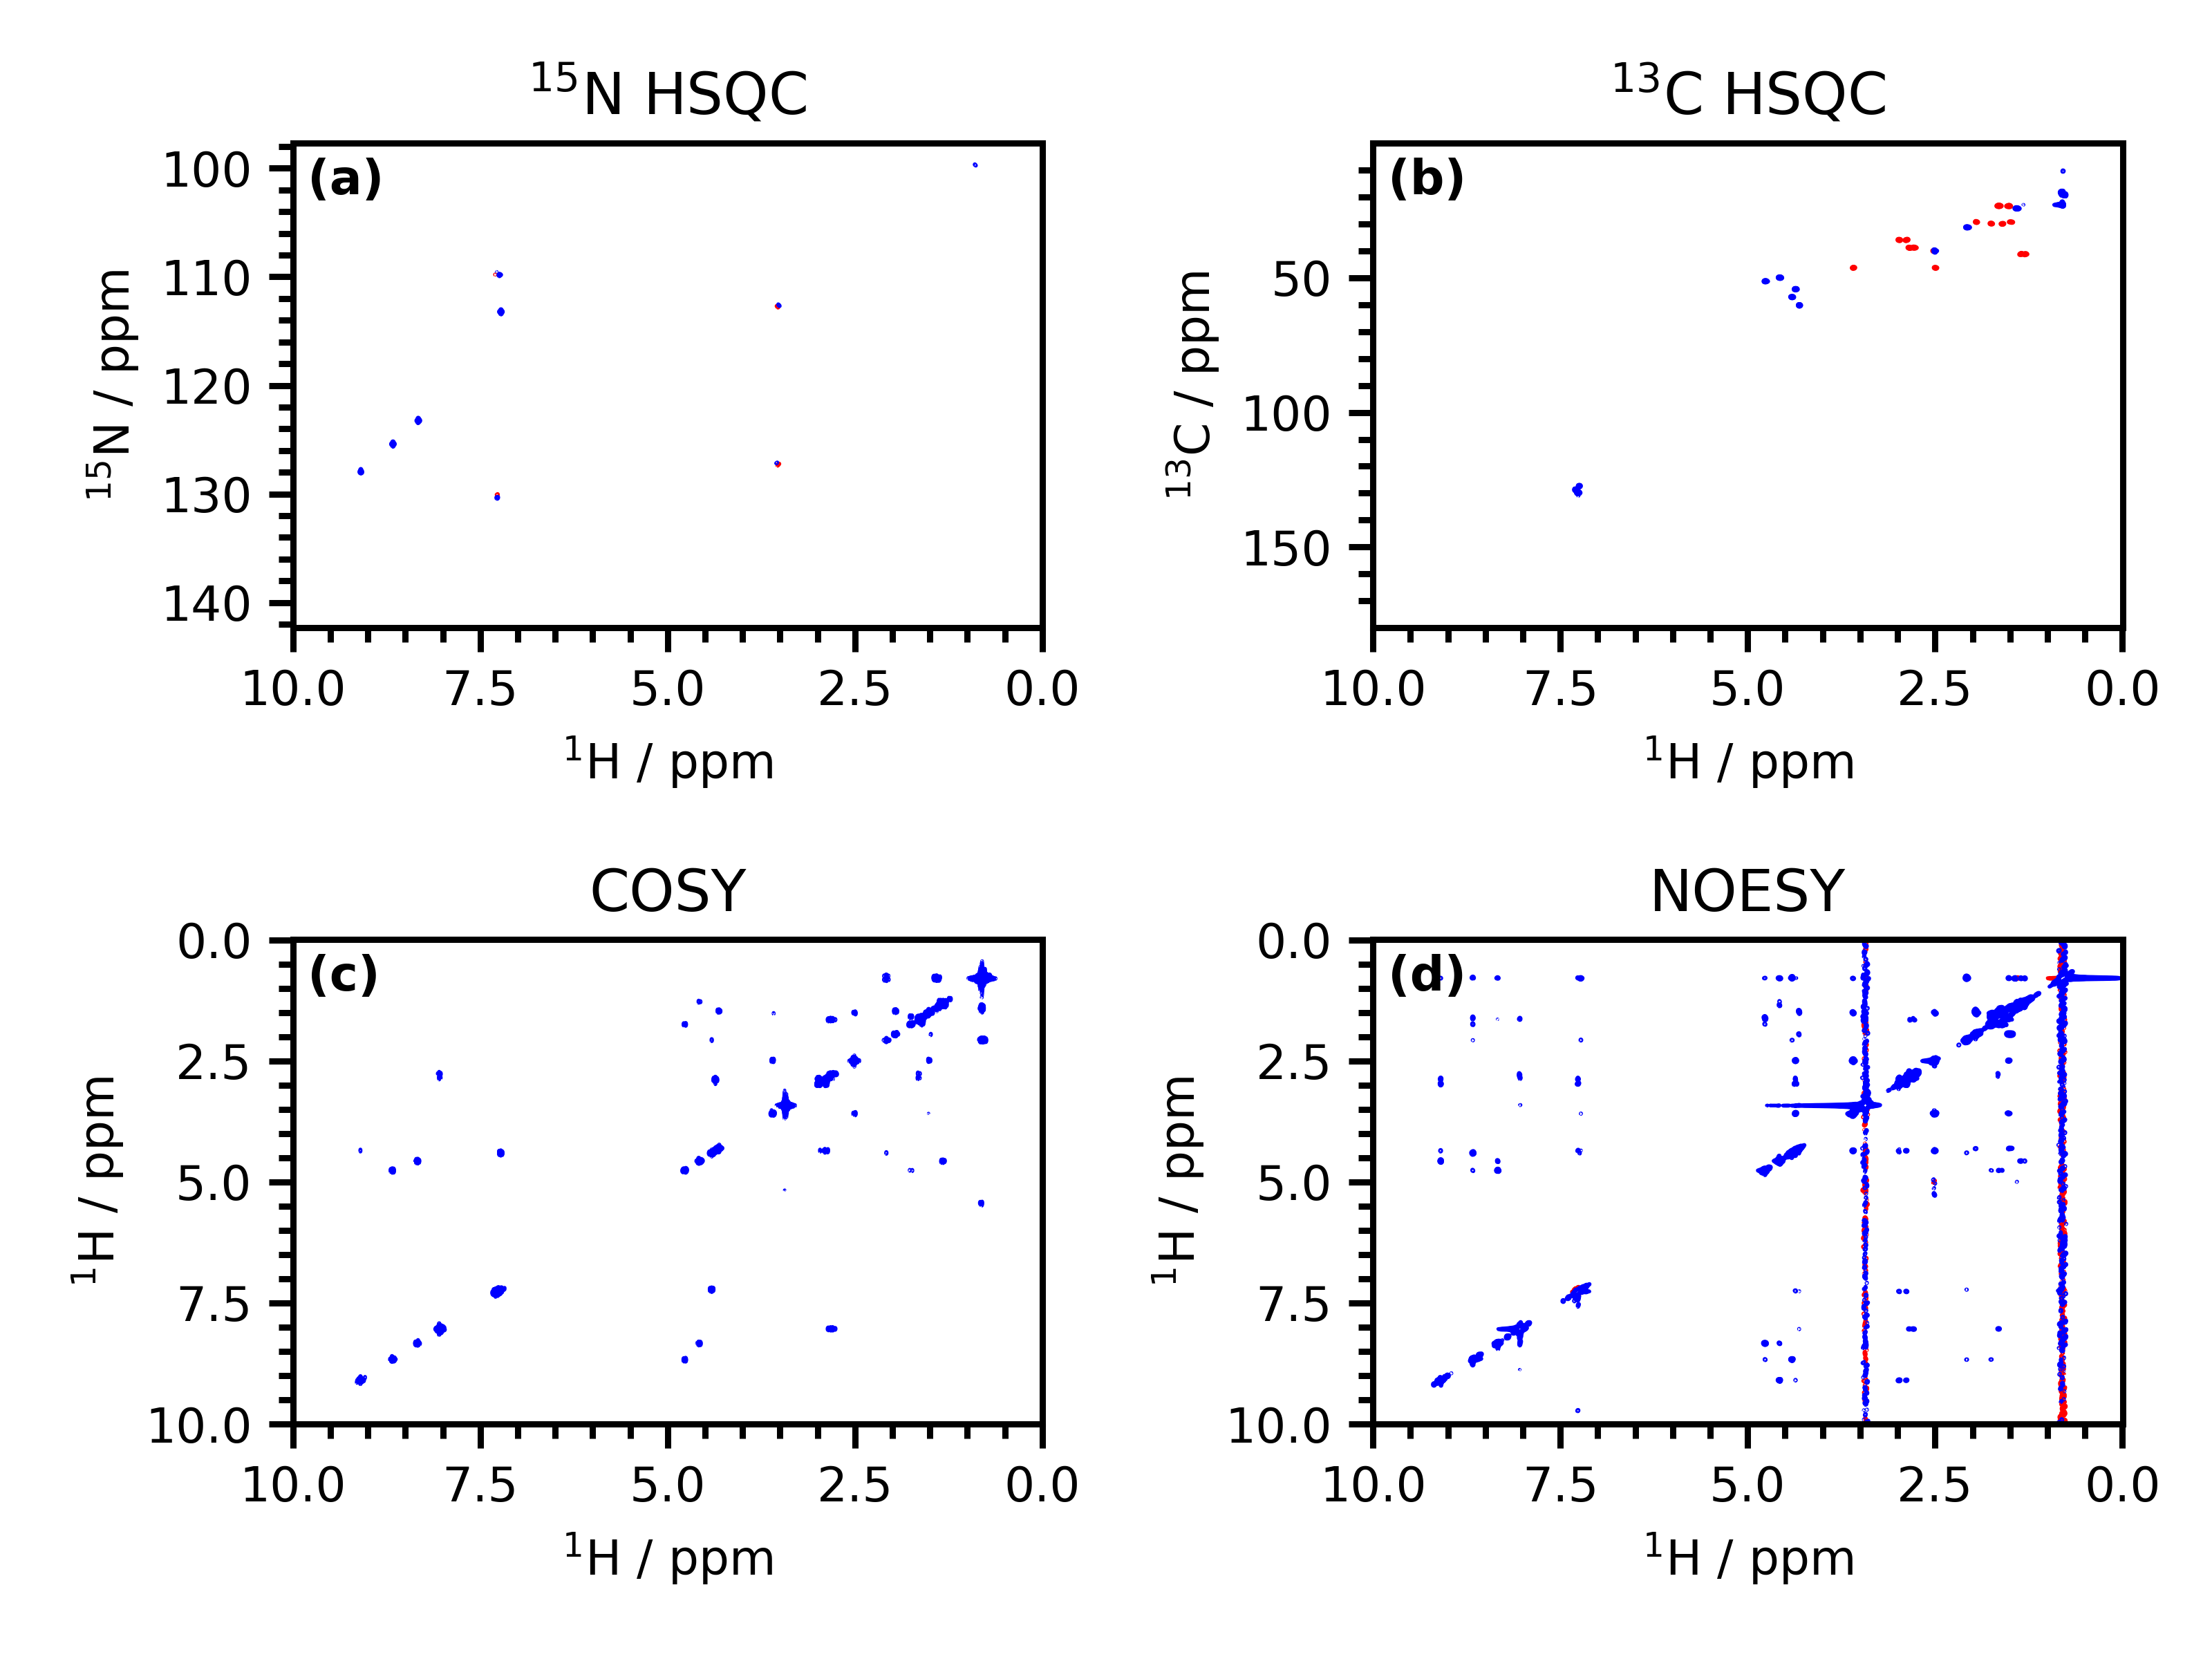 ¹⁵N HSQC
(a)
100
110
120
130
140
¹⁵N / ppm
10.0 7.5 5.0 2.5 0.0
¹H / ppm
¹³C HSQC
(b)
50
100
150
¹³C / ppm
10.0 7.5 5.0 2.5 0.0
¹H / ppm
COSY
(c)
0.0
2.5
5.0
7.5
10.0
¹H / ppm
10.0 7.5 5.0 2.5 0.0
¹H / ppm
NOESY
(d)
0.0
2.5
5.0
7.5
10.0
¹H / ppm
10.0 7.5 5.0 2.5 0.0
¹H / ppm